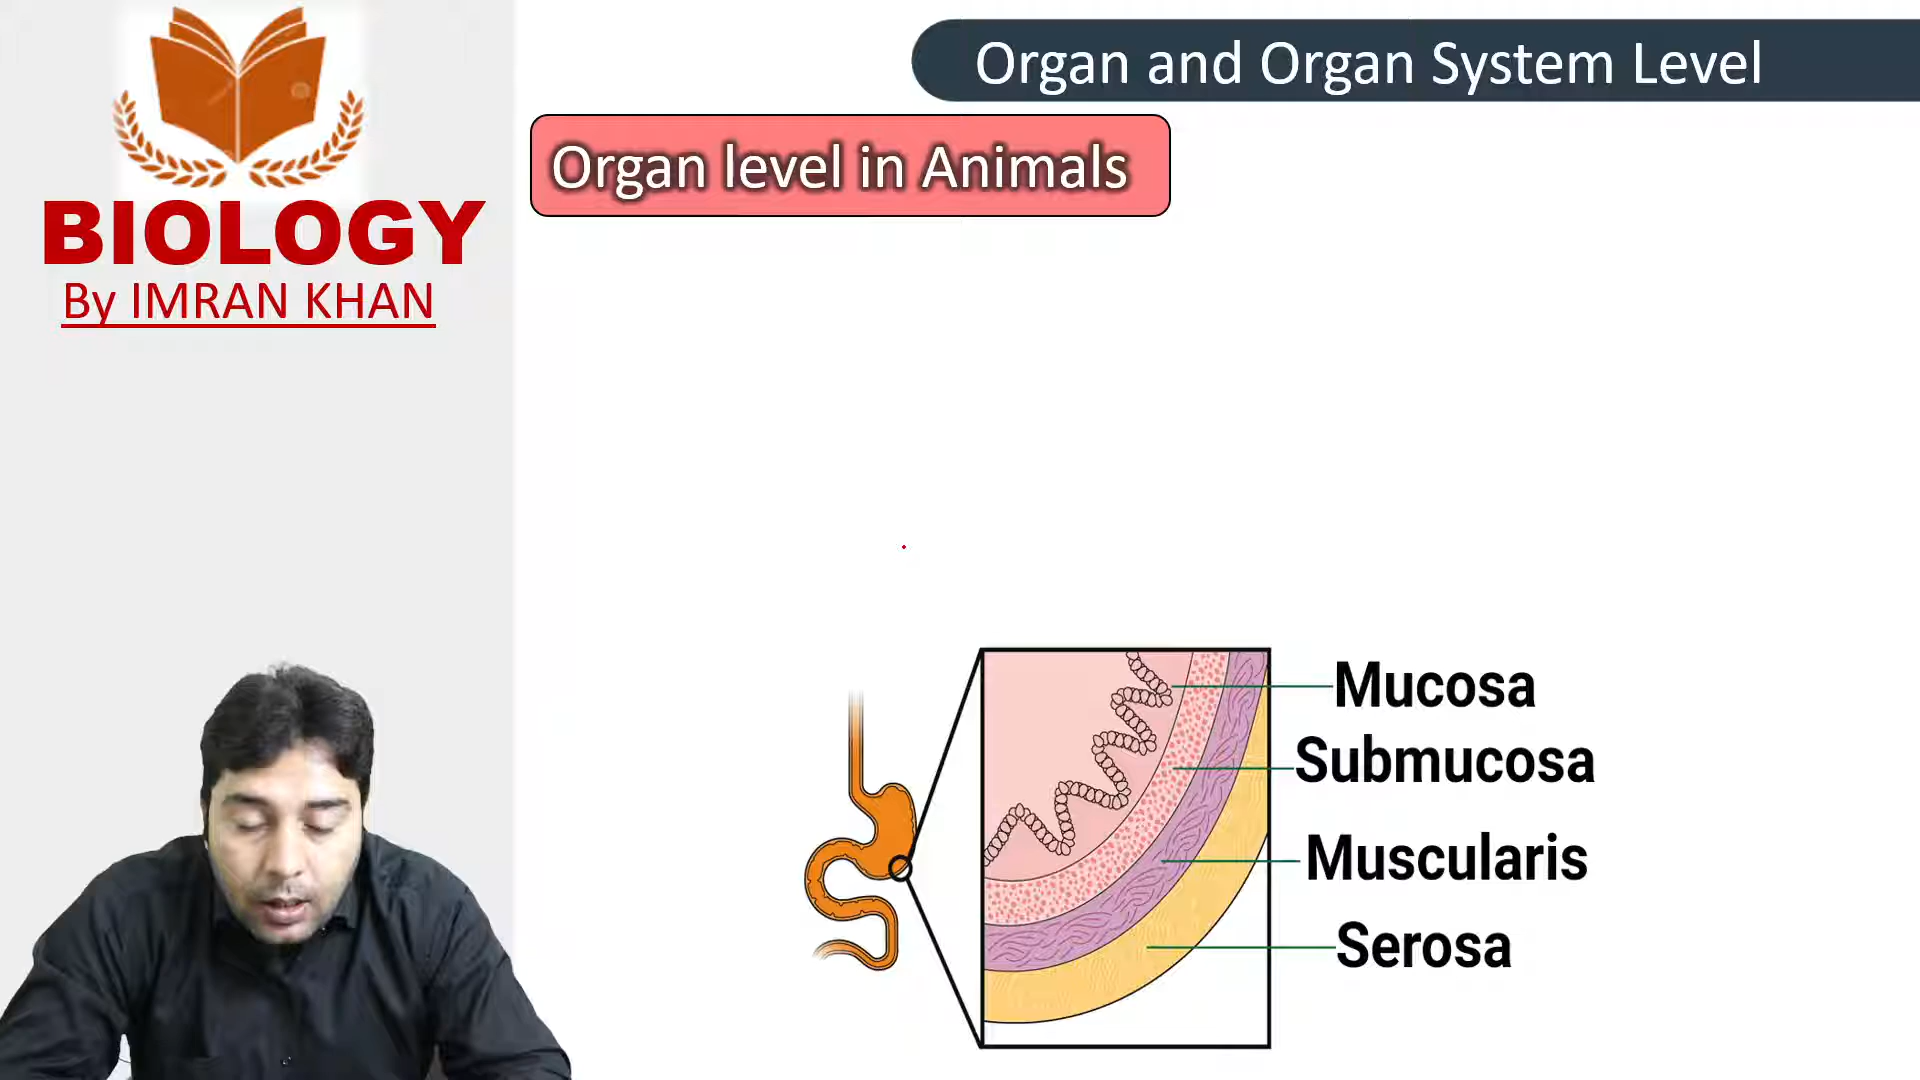 BIOLOGY
By IMRAN KHAN
Organ and Organ System Level
Organ level in Animals
Mucosa
Submucosa
Muscularis
Serosa